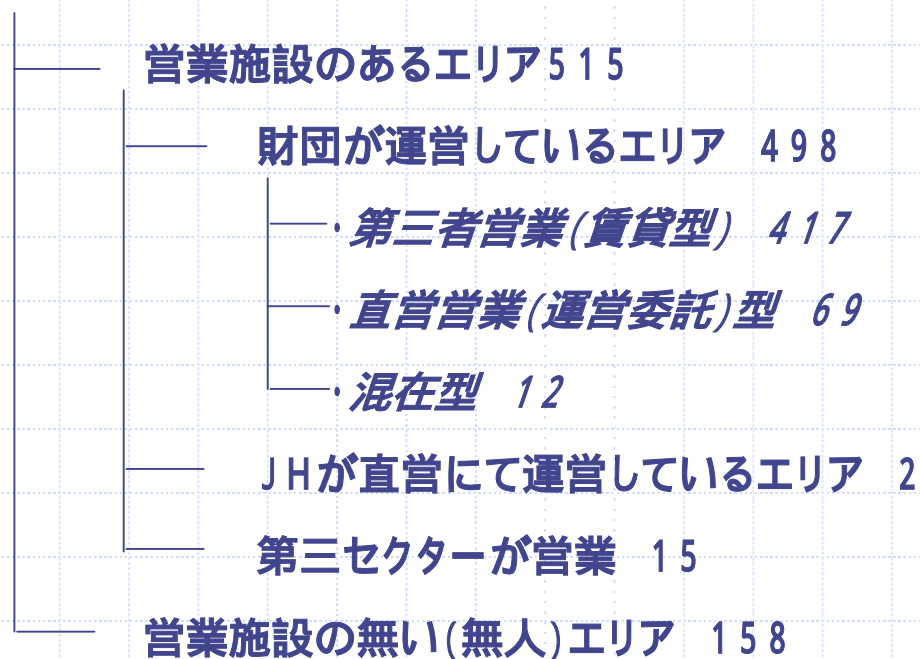 営業施設のあるエリア515
財団が運営しているエリア 498
・第三者営業(賃貸型) 417
・直営営業(運営委託)型 69
・混在型 12
JHが直営にて運営しているエリア 2
第三セクターが営業 15
営業施設の無い(無人)エリア 158